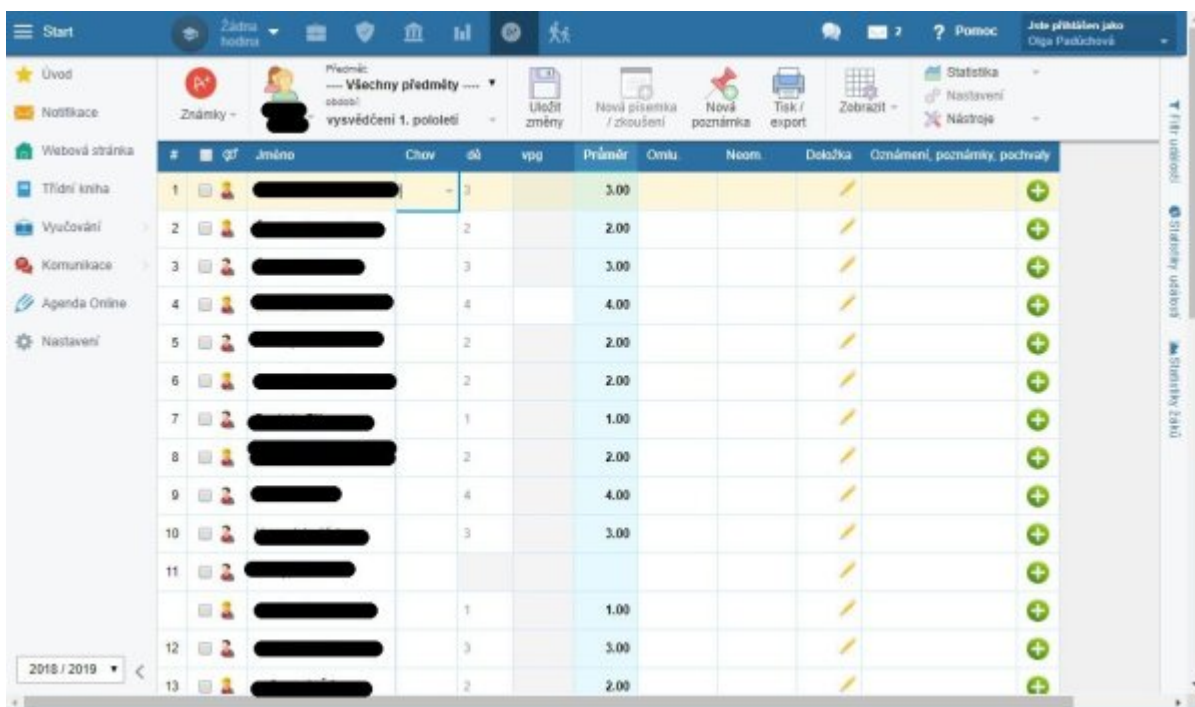 Start
Žádná
hodina
2
? Pomoc
Jste přihlášen jako
Olga Padúchová
Úvod
Notifikace
Webová stránka
Třídní kniha
Vyučování
Komunikace
Agenda Online
Nastavení
2018 / 2019
A+
Známky
Předmět:
---- Všechny předměty ----
období:
vysvědčení 1. pololetí
Uložit
změny
Nová písemka
/ zkoušení
Nová
poznámka
Tisk /
export
Zobrazit
Statistika
Nastavení
Nástroje
# Jméno Chov dě vpg Průměr Omlu. Neom. Doložka Oznámení, poznámky, pochvaly
1 3 3.00
2 2 2.00
3 3 3.00
4 4 4.00
5 2 2.00
6 2 2.00
7 1 1.00
8 2 2.00
9 4 4.00
10 3 3.00
11
1 1.00
12 3 3.00
13 2 2.00
Filtr událostí
Statistiky událostí
Statistiky žáků